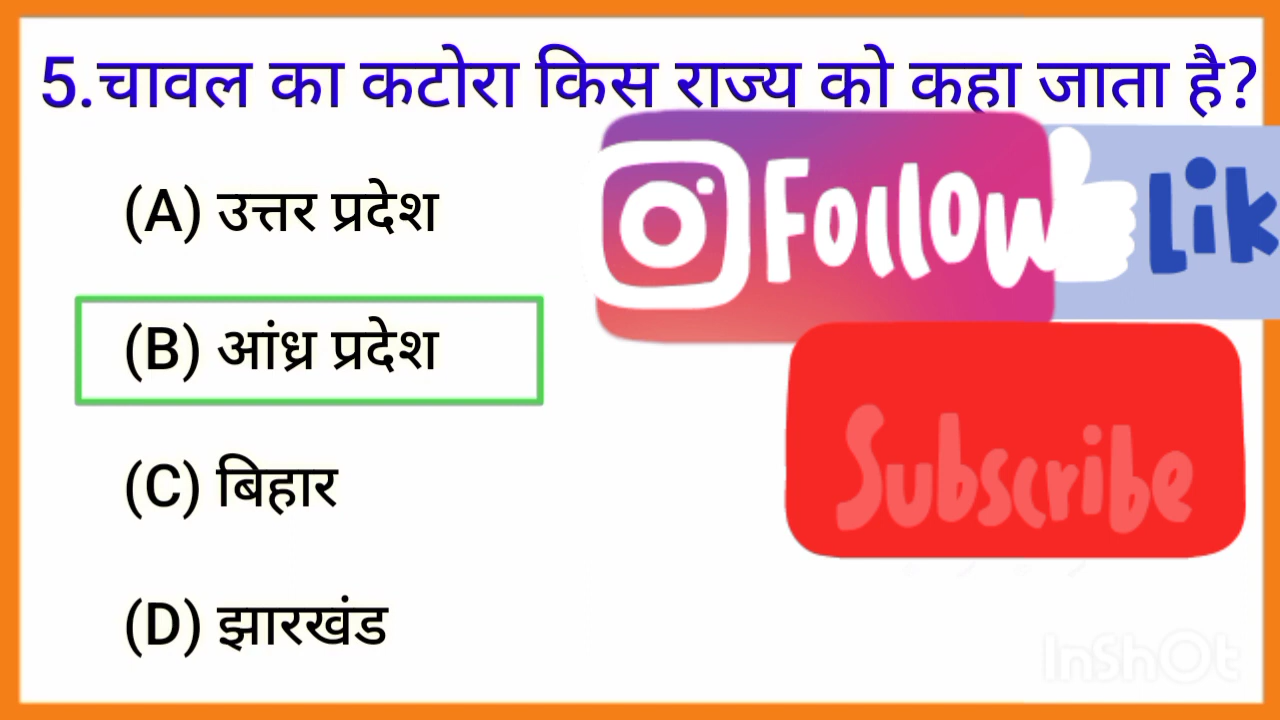 5.चावल का कटोरा किस राज्य को कहा जाता है?
(A) उत्तर प्रदेश
Follow
Lik
(B) आंध्र प्रदेश
Subscribe
(C) बिहार
(D) झारखंड
InShOt